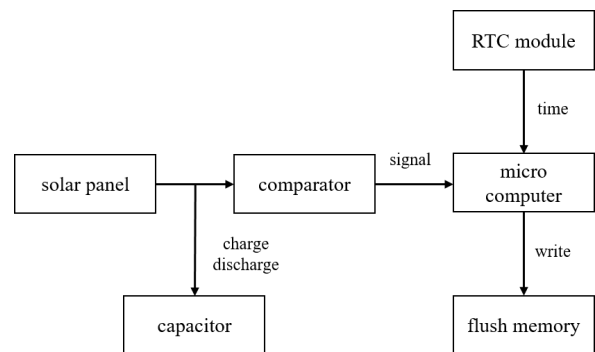 RTC module
time
signal
solar panel
comparator
micro
computer
charge
discharge
write
capacitor
flush memory